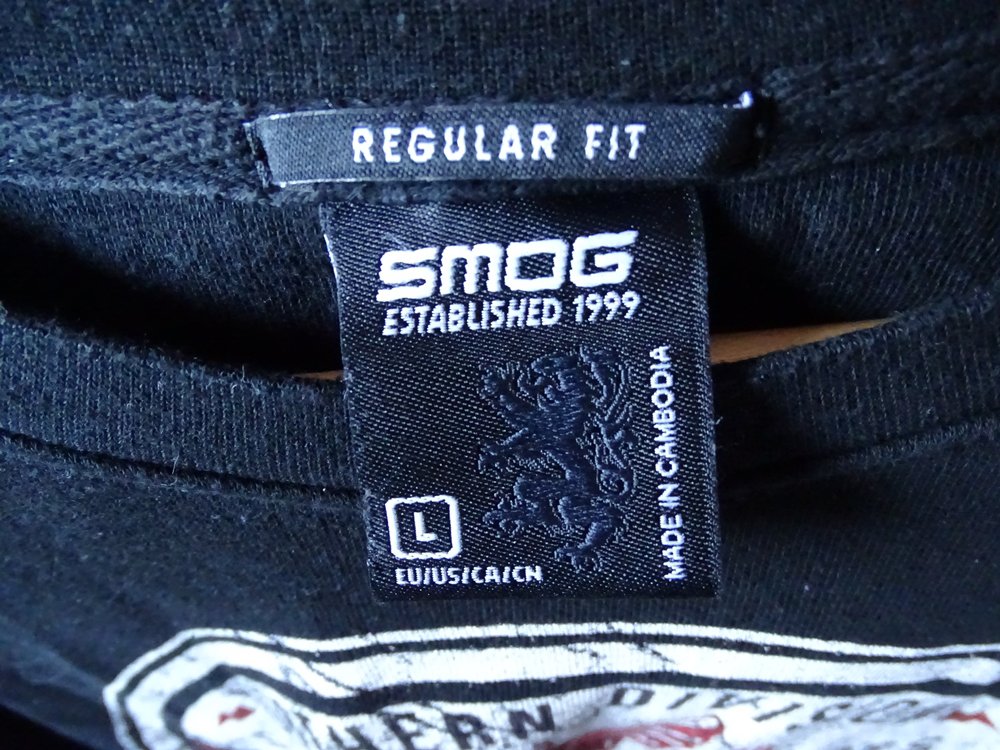 REGULAR FIT
SMOG
ESTABLISHED 1999
MADE IN CAMBODIA
L
EU/US/CA/CN